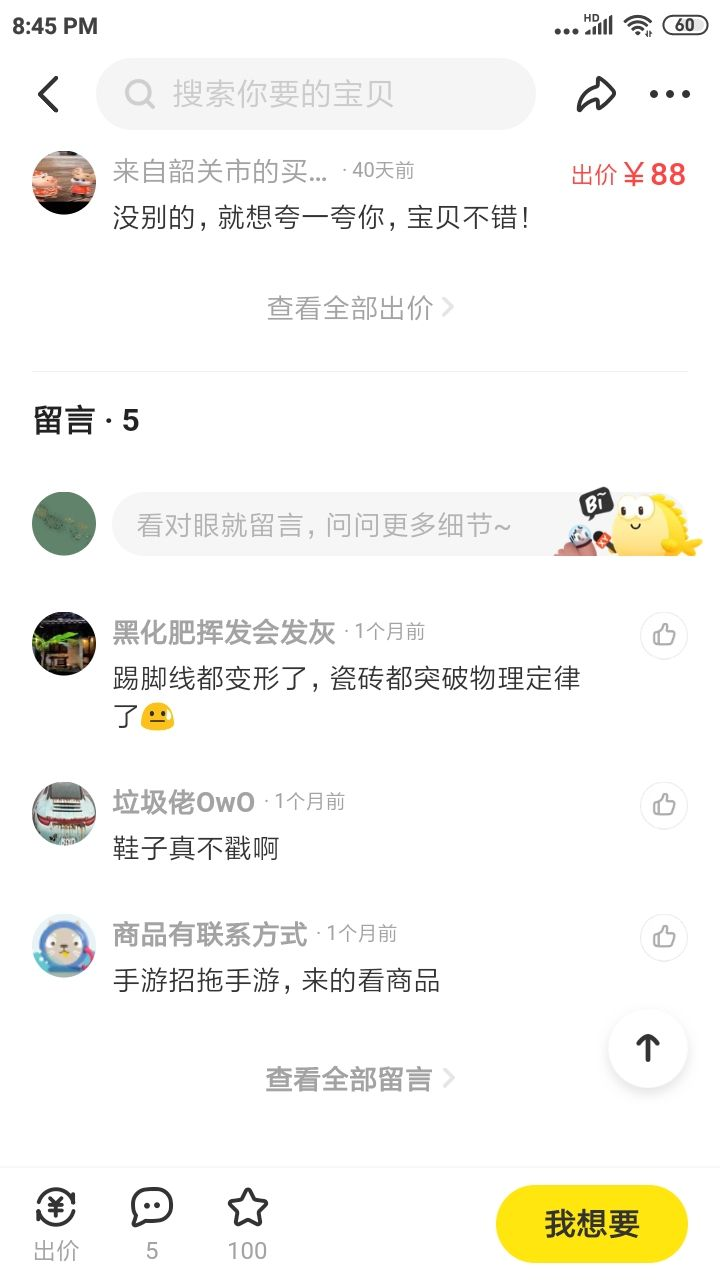 8:45 PM
HD
60
搜索你要的宝贝
来自韶关市的买... · 40天前
出价 ¥88
没别的，就想夸一夸你，宝贝不错！
查看全部出价
留言 · 5
看对眼就留言，问问更多细节~
Bi~
黑化肥挥发会发灰 · 1个月前
踢脚线都变形了，瓷砖都突破物理定律
了😐
垃圾佬OwO · 1个月前
鞋子真不戳啊
商品有联系方式 · 1个月前
手游招拖手游，来的看商品
查看全部留言
出价
5
100
我想要